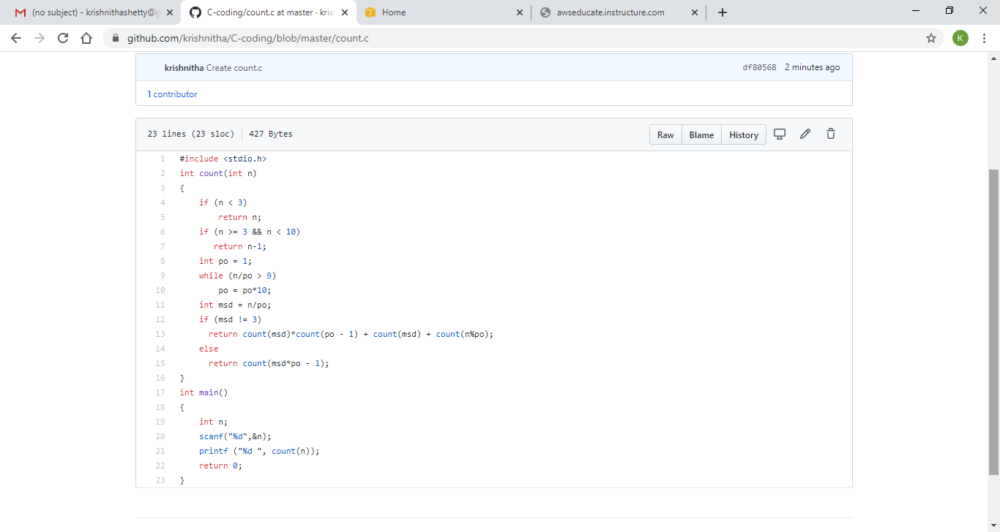 (no subject) - krishnithashetty@g
C-coding/count.c at master · kris
Home
awseducate.instructure.com
github.com/krishnitha/C-coding/blob/master/count.c
K
krishnitha Create count.c
df80568 2 minutes ago
1 contributor
23 lines (23 sloc) 427 Bytes
Raw Blame History
1 #include <stdio.h>
2 int count(int n)
3 {
4 if (n < 3)
5 return n;
6 if (n >= 3 && n < 10)
7 return n-1;
8 int po = 1;
9 while (n/po > 9)
10 po = po*10;
11 int msd = n/po;
12 if (msd != 3)
13 return count(msd)*count(po - 1) + count(msd) + count(n%po);
14 else
15 return count(msd*po - 1);
16 }
17 int main()
18 {
19 int n;
20 scanf("%d",&n);
21 printf ("%d ", count(n));
22 return 0;
23 }